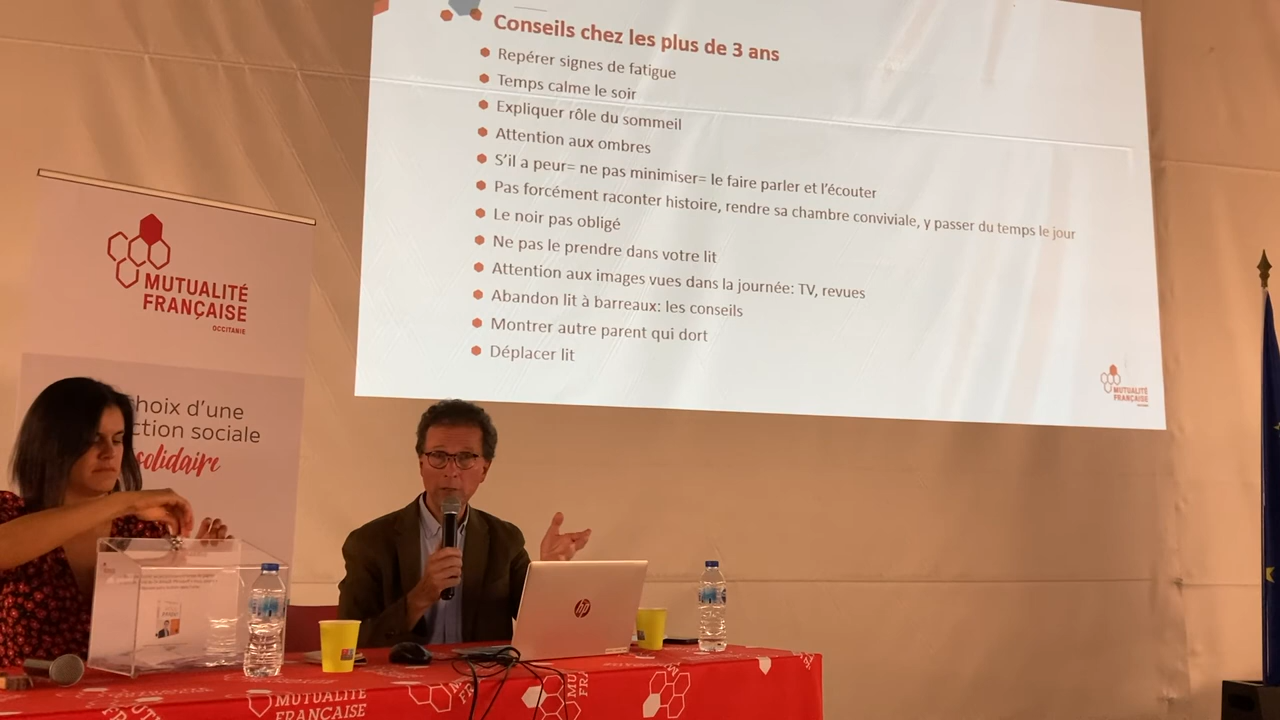 Conseils chez les plus de 3 ans
Repérer signes de fatigue
Temps calme le soir
Expliquer rôle du sommeil
Attention aux ombres
S'il a peur= ne pas minimiser= le faire parler et l'écouter
Pas forcément raconter histoire, rendre sa chambre conviviale, y passer du temps le jour
Le noir pas obligé
Ne pas le prendre dans votre lit
Attention aux images vues dans la journée: TV, revues
Abandon lit à barreaux: les conseils
Montrer autre parent qui dort
Déplacer lit
MUTUALITÉ
FRANÇAISE
MUTUALITÉ
FRANÇAISE
OCCITANIE
hoix d'une
ction sociale
solidaire
hp
MUTUALITÉ
FRANÇAISE